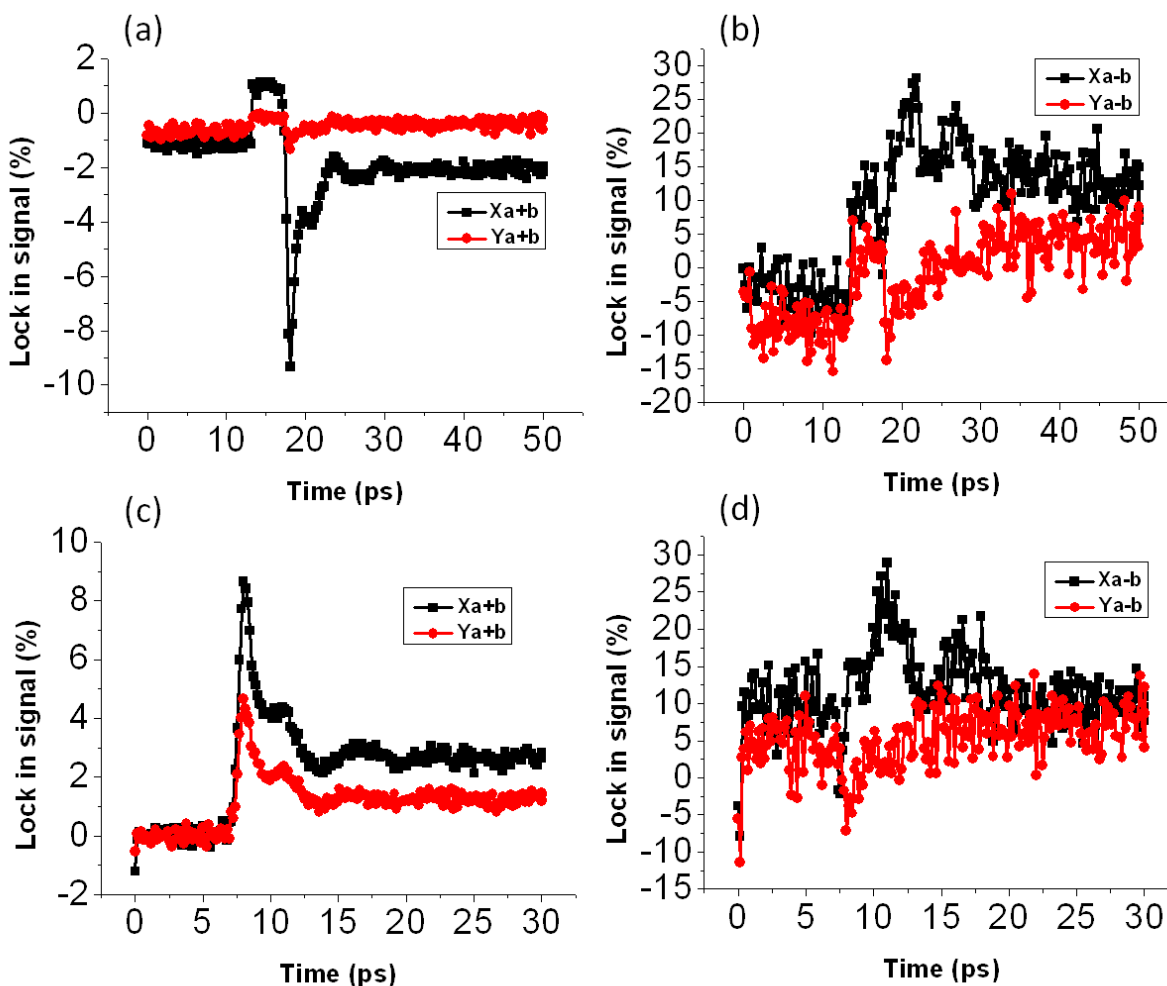 (a)
Lock in signal (%)
2
0
-2
-4
-6
-8
-10
Xa+b
Ya+b
0 10 20 30 40 50
Time (ps)
(b)
Lock in signal (%)
30
25
20
15
10
5
0
-5
-10
-15
-20
Xa-b
Ya-b
0 10 20 30 40 50
Time (ps)
(c)
Lock in signal (%)
10
8
6
4
2
0
-2
Xa+b
Ya+b
0 5 10 15 20 25 30
Time (ps)
(d)
Lock in signal (%)
30
25
20
15
10
5
0
-5
-10
-15
Xa-b
Ya-b
0 5 10 15 20 25 30
Time (ps)